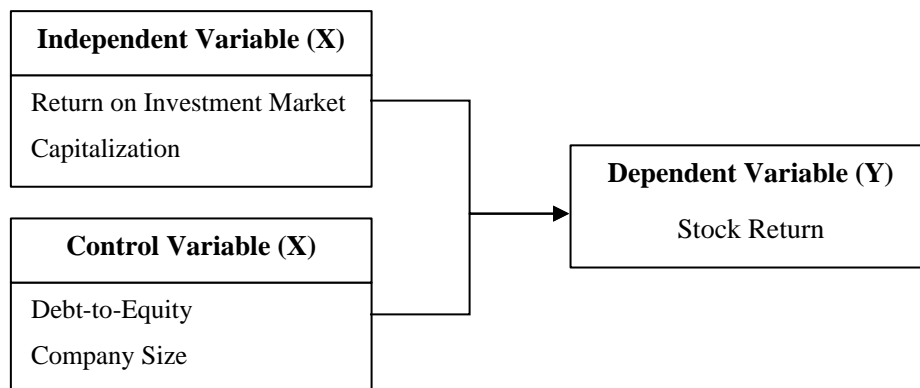 Independent Variable (X)
Return on Investment Market
Capitalization
Control Variable (X)
Debt-to-Equity
Company Size
Dependent Variable (Y)
Stock Return